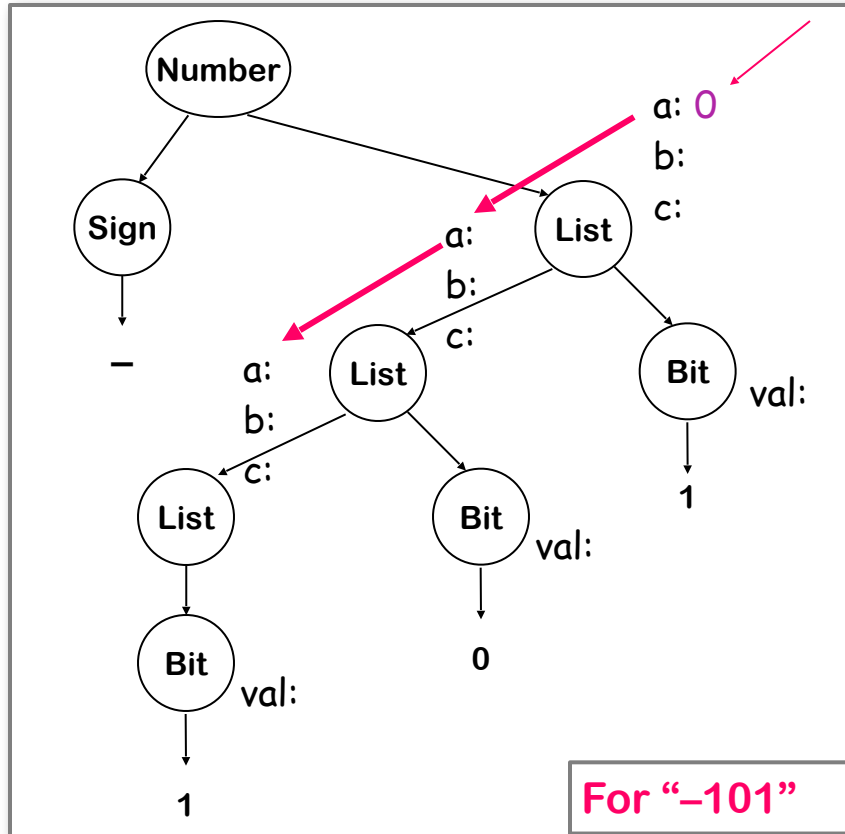 Number
a: 0
b:
c:
Sign
List
a:
b:
c:
–
a:
b:
c:
List
Bit
val:
1
List
Bit
val:
0
Bit
val:
1
For “–101”